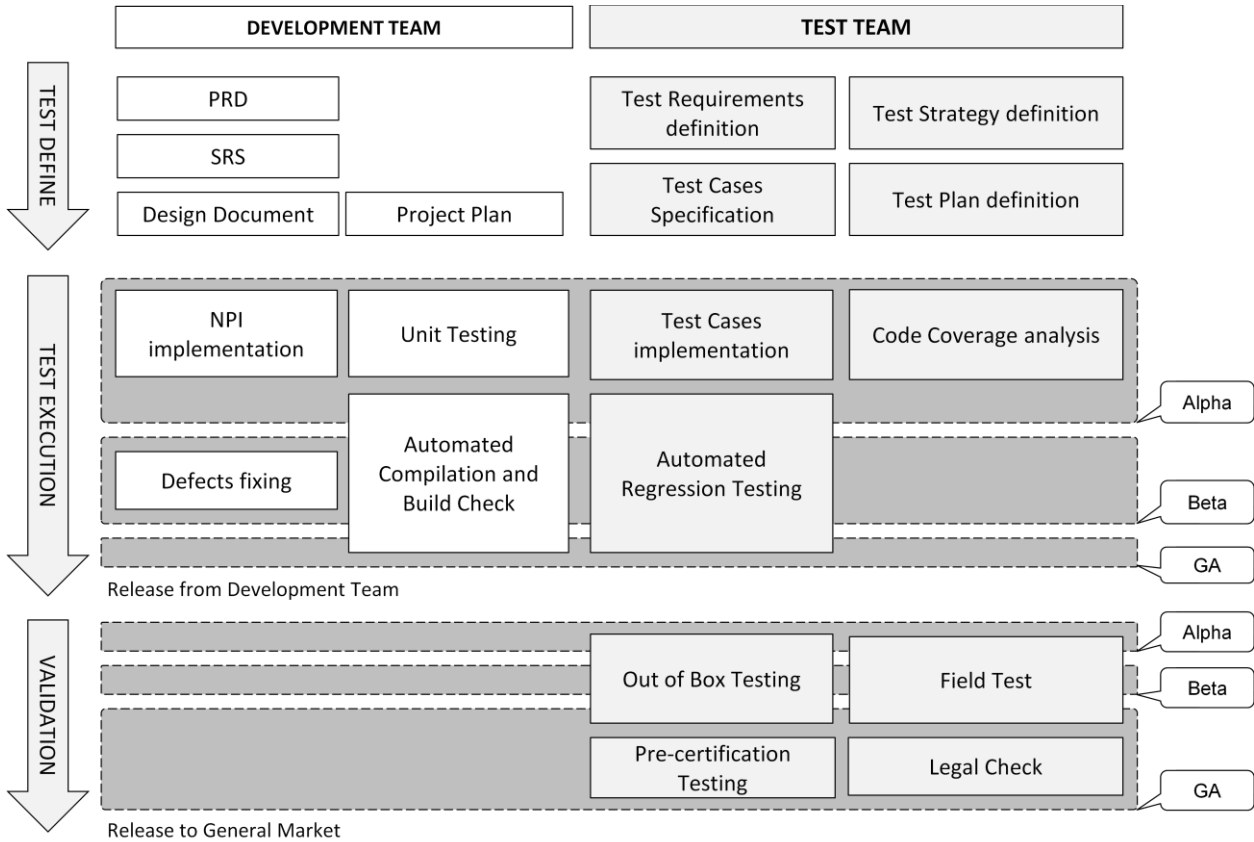 DEVELOPMENT TEAM
TEST TEAM
TEST DEFINE
PRD
Test Requirements
definition
Test Strategy definition
SRS
Design Document
Project Plan
Test Cases
Specification
Test Plan definition
TEST EXECUTION
NPI
implementation
Unit Testing
Test Cases
implementation
Code Coverage analysis
Alpha
Defects fixing
Automated
Compilation and
Build Check
Automated
Regression Testing
Beta
GA
Release from Development Team
VALIDATION
Alpha
Out of Box Testing
Field Test
Beta
Pre-certification
Testing
Legal Check
GA
Release to General Market